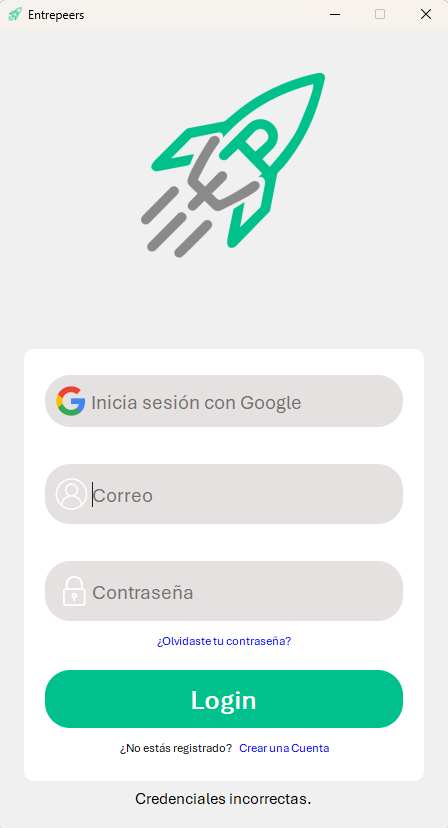 Entrepeers
Inicia sesión con Google
Correo
Contraseña
¿Olvidaste tu contraseña?
Login
¿No estás registrado? Crear una Cuenta
Credenciales incorrectas.